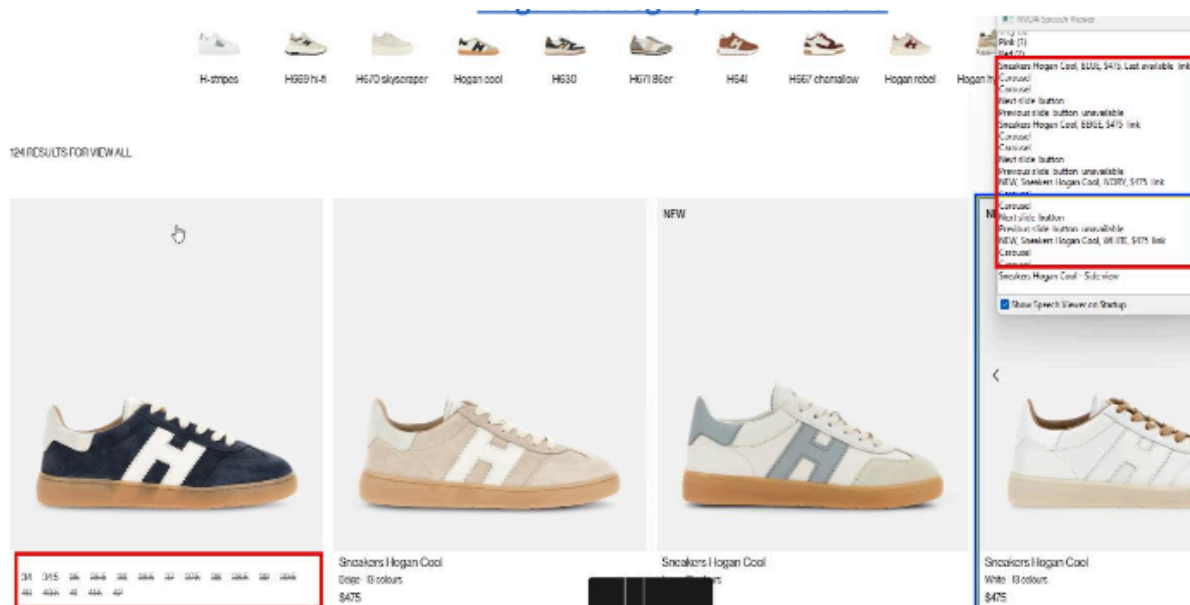 H-stripes
H669 hi-fi
H670 skyscraper
Hogan cool
H630
H671 86er
H641
H667 chamallow
Hogan rebel
Hogan
NVDA Speech Viewer
Pink (7)
Sneakers Hogan Cool, BLUE, $475, Last available link
Carousel
Carousel
Next slide button
Previous slide button unavailable
Sneakers Hogan Cool, BEIGE, $475 link
Carousel
Carousel
Next slide button
Previous slide button unavailable
NEW, Sneakers Hogan Cool, IVORY, $475 link
Carousel
Next slide button
Previous slide button unavailable
NEW, Sneakers Hogan Cool, WHITE, $475 link
Carousel
Sneakers Hogan Cool - Side view
Show Speech Viewer on Startup
124 RESULTS FOR VIEW ALL
NEW
34 34.5 35 35.5 36 36.5 37 37.5 38 38.5 39 39.5
40 40.5 41 41.5 42
Sneakers Hogan Cool
Beige - 13 colours
$475
Sneakers Hogan Cool
Sneakers Hogan Cool
White - 13 colours
$475